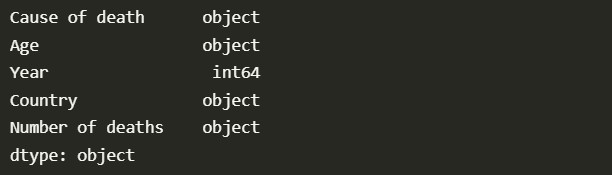 Cause of death      object
Age                 object
Year                 int64
Country             object
Number of deaths    object
dtype: object